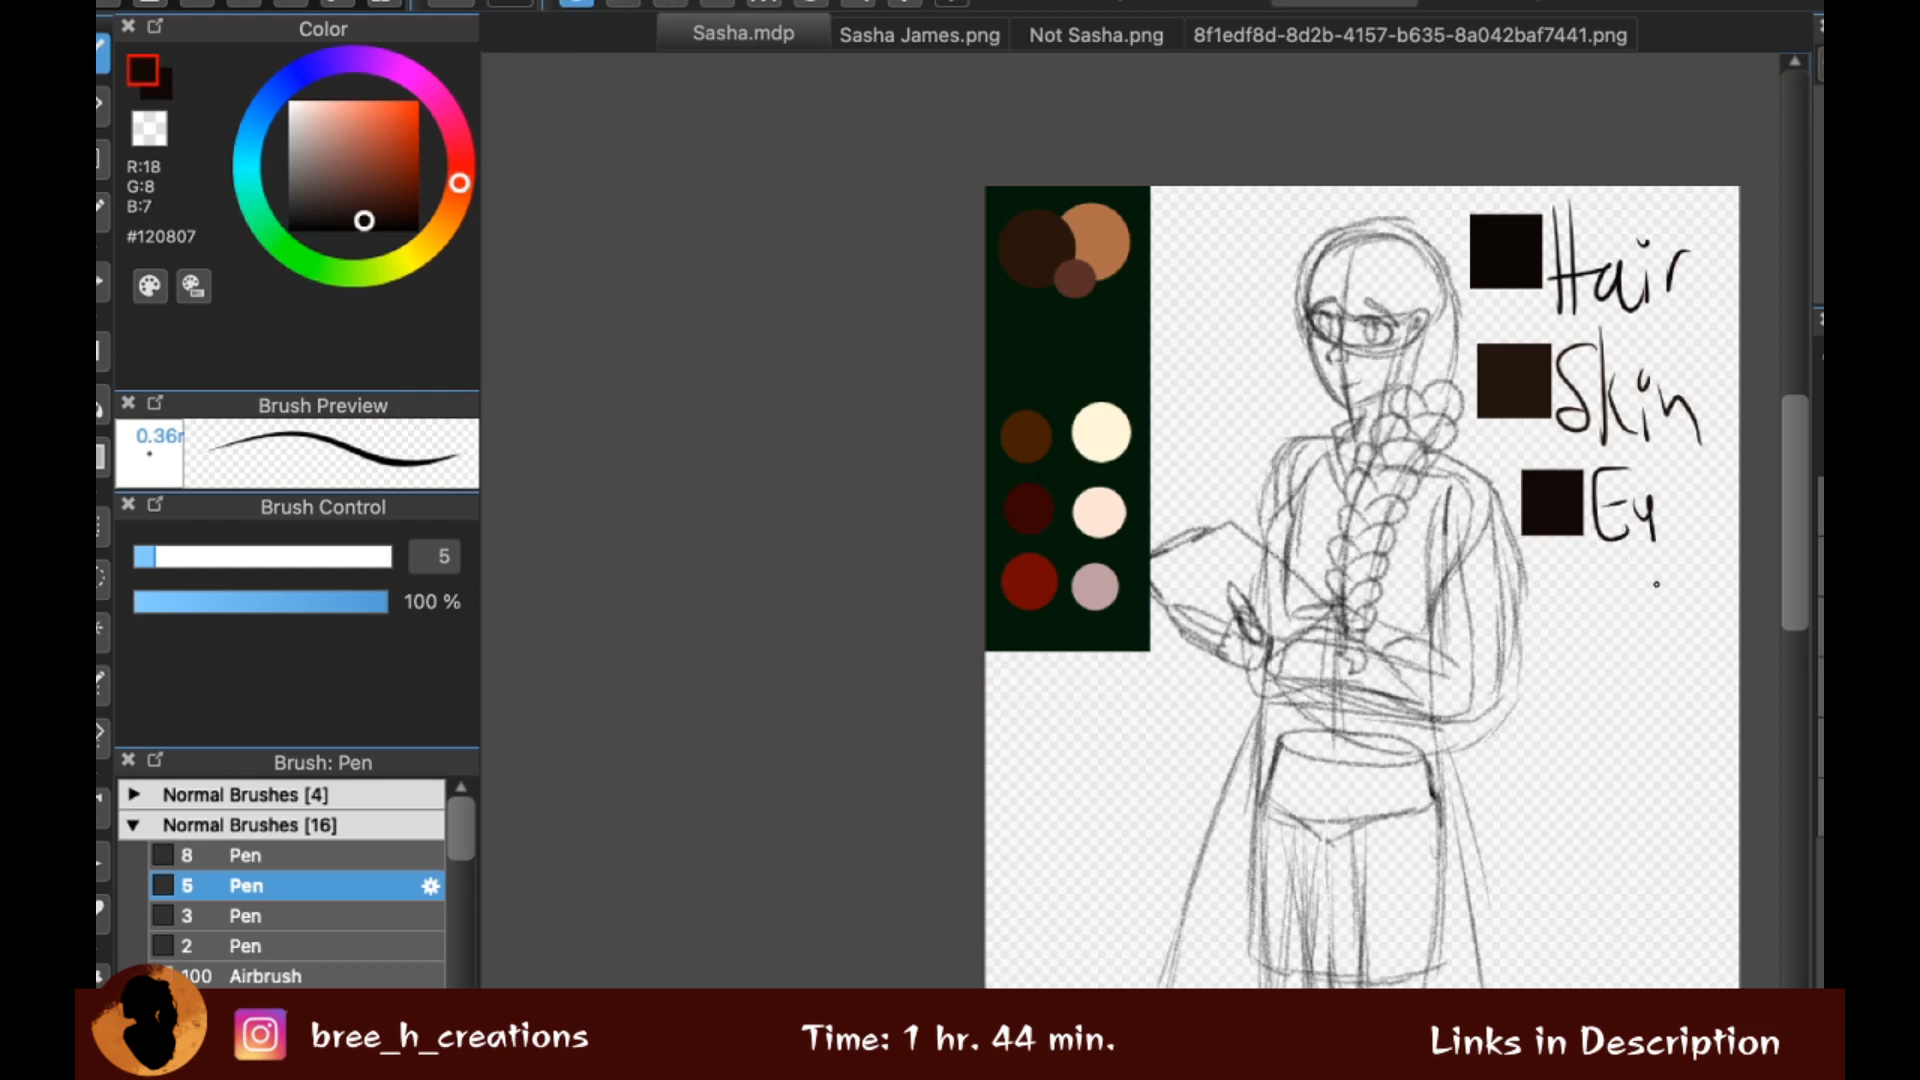 Color
Sasha.mdp
Sasha James.png
Not Sasha.png
8f1edf8d-8d2b-4157-b635-8a042baf7441.png
R:18
G:8
B:7
#120807
Brush Preview
0.36
Brush Control
5
100 %
Brush: Pen
Normal Brushes [4]
Normal Brushes [16]
8 Pen
5 Pen
3 Pen
2 Pen
100 Airbrush
Hair
Skin
Ey
bree_h_creations
Time: 1 hr. 44 min.
Links in Description